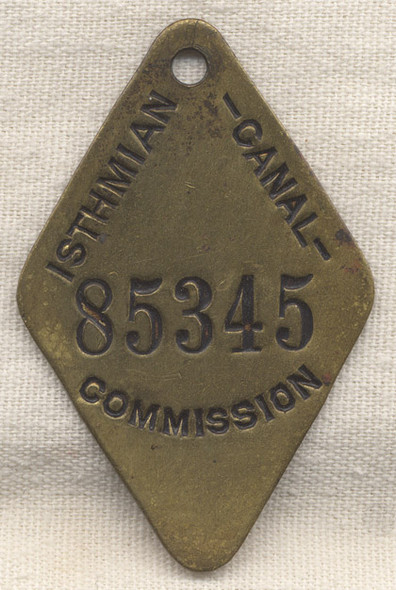 ISTHMIAN
-CANAL-
85345
COMMISSION